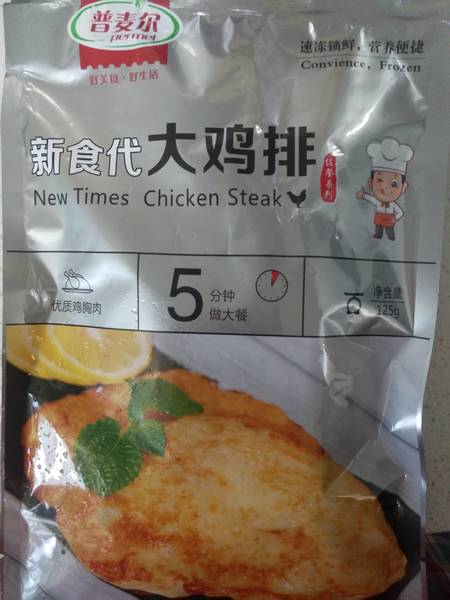 普麦尔
permei
好美食·好生活
速冻锁鲜，营养便捷
Convience, Frozen
新食代大鸡排
New Times Chicken Steak
优质鸡胸肉
5分钟
做大餐
净含量
125g